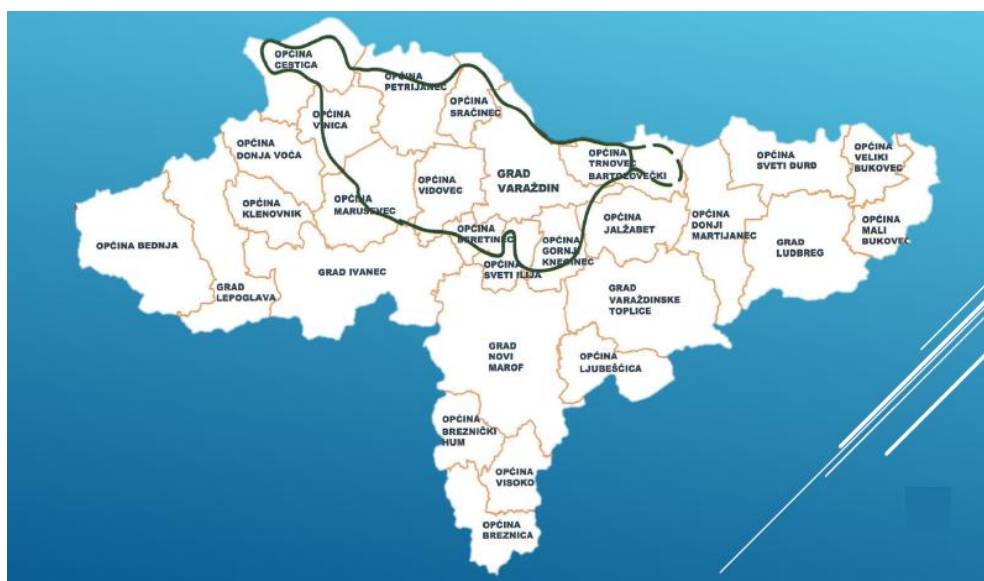 OPĆINA
CESTICA
OPĆINA
PETRIJANEC
OPĆINA
SRAČINEC
OPĆINA
VINICA
OPĆINA
DONJA VOĆA
OPĆINA
VIDOVEC
GRAD
VARAŽDIN
OPĆINA
TRNOVEC
BARTOLOVEČKI
OPĆINA
SVETI ĐURĐ
OPĆINA
VELIKI
BUKOVEC
OPĆINA
KLENOVNIK
OPĆINA
MARUŠEVEC
OPĆINA BEDNJA
OPĆINA
BERETINEC
OPĆINA
GORNJI
KNEGINEC
OPĆINA
JALŽABET
OPĆINA
DONJI
MARTIJANEC
OPĆINA
MALI
BUKOVEC
GRAD
LUDBREG
GRAD IVANEC
OPĆINA
SVETI ILIJA
GRAD
LEPOGLAVA
GRAD
VARAŽDINSKE
TOPLICE
GRAD
NOVI
MAROF
OPĆINA
LJUBEŠĆICA
OPĆINA
BREZNIČKI
HUM
OPĆINA
VISOKO
OPĆINA
BREZNICA